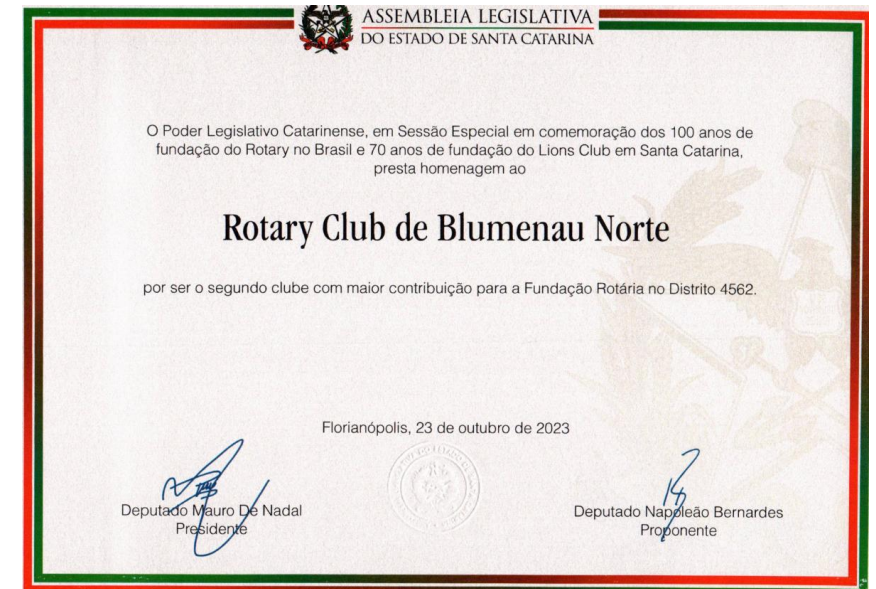 ASSEMBLEIA LEGISLATIVA
DO ESTADO DE SANTA CATARINA
O Poder Legislativo Catarinense, em Sessão Especial em comemoração dos 100 anos de
fundação do Rotary no Brasil e 70 anos de fundação do Lions Club em Santa Catarina,
presta homenagem ao
Rotary Club de Blumenau Norte
por ser o segundo clube com maior contribuição para a Fundação Rotária no Distrito 4562.
Florianópolis, 23 de outubro de 2023
Deputado Mauro De Nadal
Presidente
Deputado Napoleão Bernardes
Proponente